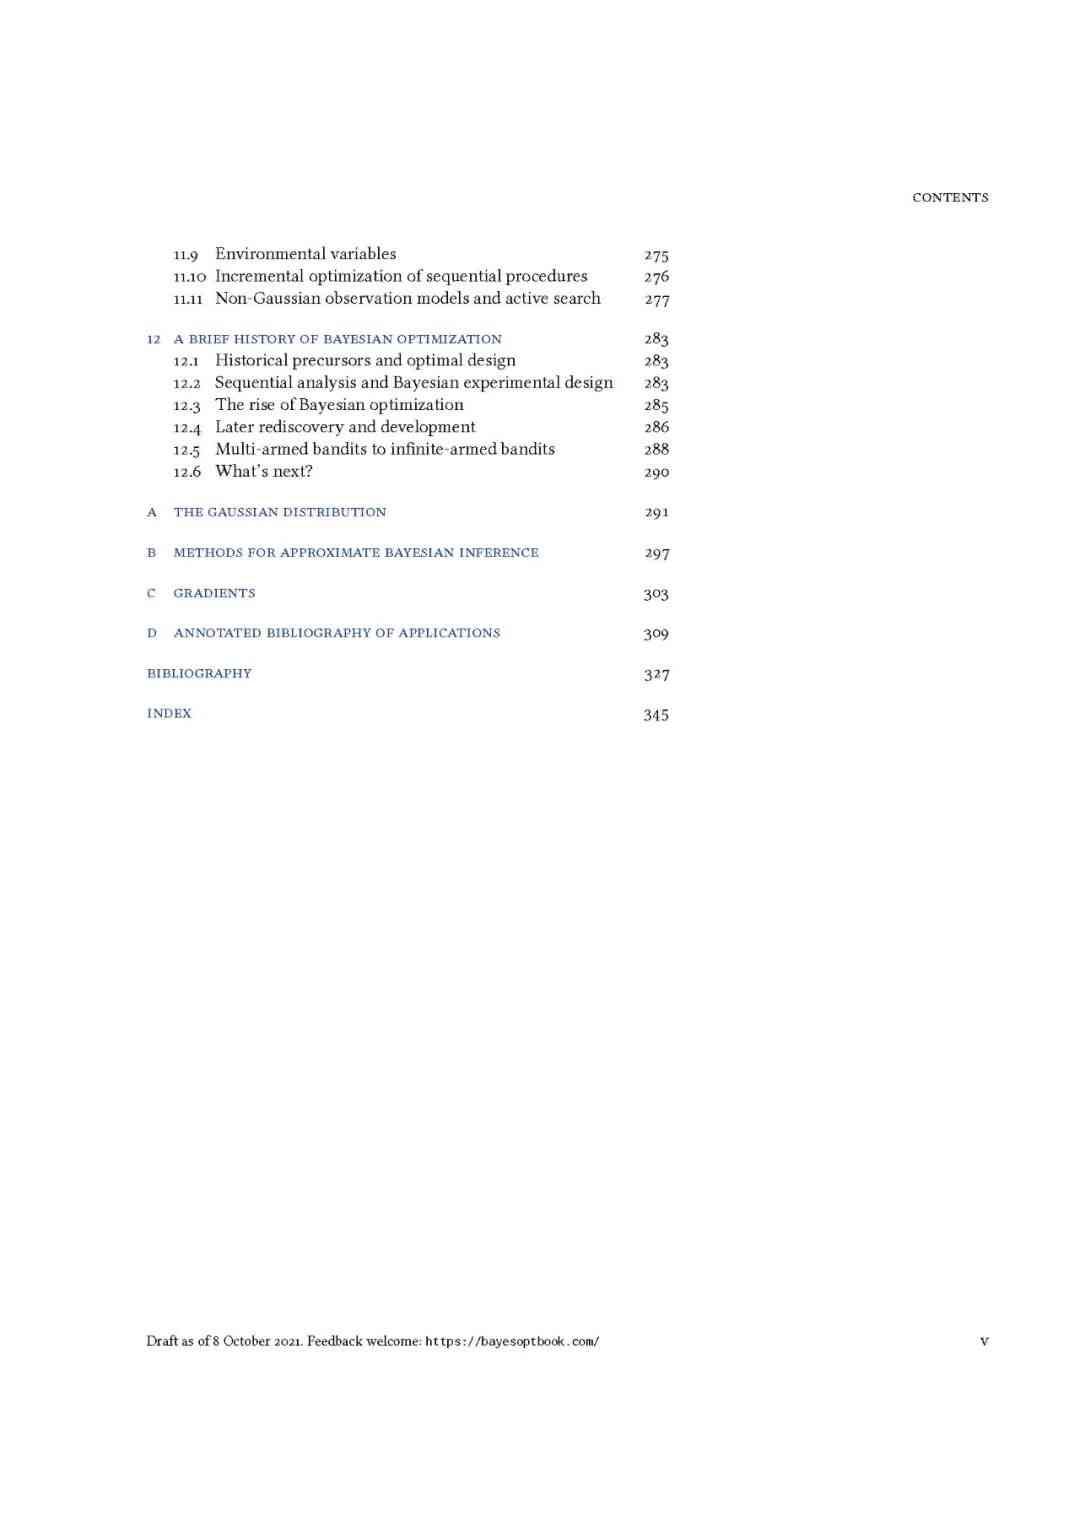 CONTENTS
11.9 Environmental variables 275
11.10 Incremental optimization of sequential procedures 276
11.11 Non-Gaussian observation models and active search 277
12 A BRIEF HISTORY OF BAYESIAN OPTIMIZATION 283
12.1 Historical precursors and optimal design 283
12.2 Sequential analysis and Bayesian experimental design 283
12.3 The rise of Bayesian optimization 285
12.4 Later rediscovery and development 286
12.5 Multi-armed bandits to infinite-armed bandits 288
12.6 What's next? 290
A THE GAUSSIAN DISTRIBUTION 291
B METHODS FOR APPROXIMATE BAYESIAN INFERENCE 297
C GRADIENTS 303
D ANNOTATED BIBLIOGRAPHY OF APPLICATIONS 309
BIBLIOGRAPHY 327
INDEX 345
Draft as of 8 October 2021. Feedback welcome: https://bayesoptbook.com/ v